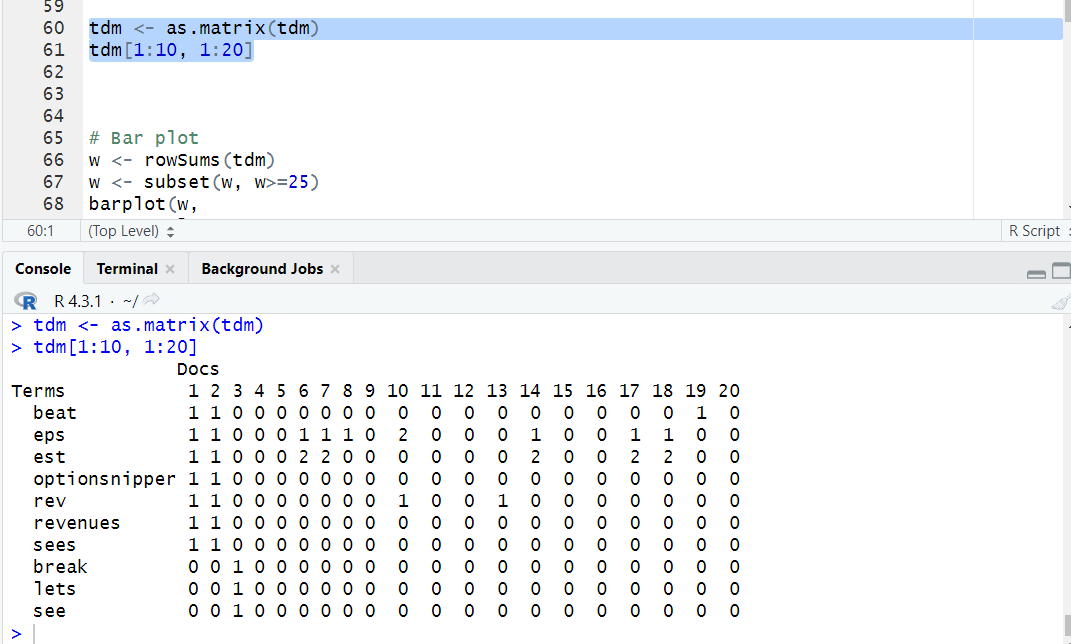 59
60 tdm <- as.matrix(tdm)
61 tdm[1:10, 1:20]
62
63
64
65 # Bar plot
66 w <- rowSums(tdm)
67 w <- subset(w, w>=25)
68 barplot(w,
60:1 (Top Level) R Script
Console Terminal × Background Jobs ×
R R 4.3.1 · ~/
> tdm <- as.matrix(tdm)
> tdm[1:10, 1:20]
               Docs
Terms           1 2 3 4 5 6 7 8 9 10 11 12 13 14 15 16 17 18 19 20
  beat          1 1 0 0 0 0 0 0 0  0  0  0  0  0  0  0  0  0  1  0
  eps           1 1 0 0 0 1 1 1 0  2  0  0  0  1  0  0  1  1  0  0
  est           1 1 0 0 0 2 2 0 0  0  0  0  0  2  0  0  2  2  0  0
  optionsnipper 1 1 0 0 0 0 0 0 0  0  0  0  0  0  0  0  0  0  0  0
  rev           1 1 0 0 0 0 0 0 0  1  0  0  1  0  0  0  0  0  0  0
  revenues      1 1 0 0 0 0 0 0 0  0  0  0  0  0  0  0  0  0  0  0
  sees          1 1 0 0 0 0 0 0 0  0  0  0  0  0  0  0  0  0  0  0
  break         0 0 1 0 0 0 0 0 0  0  0  0  0  0  0  0  0  0  0  0
  lets          0 0 1 0 0 0 0 0 0  0  0  0  0  0  0  0  0  0  0  0
  see           0 0 1 0 0 0 0 0 0  0  0  0  0  0  0  0  0  0  0  0
>